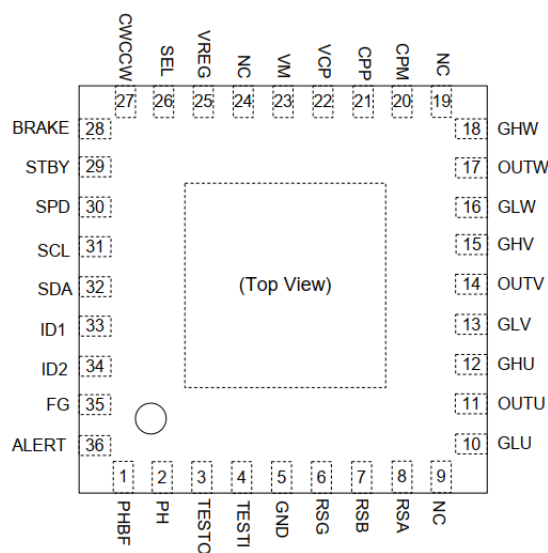 CWCCW
SEL
VREG
NC
VM
VCP
CPP
CPM
NC
27
26
25
24
23
22
21
20
19
BRAKE 28
STBY 29
SPD 30
SCL 31
SDA 32
ID1 33
ID2 34
FG 35
ALERT 36
(Top View)
18 GHW
17 OUTW
16 GLW
15 GHV
14 OUTV
13 GLV
12 GHU
11 OUTU
10 GLU
1
2
3
4
5
6
7
8
9
PHBF
PH
TESTO
TESTI
GND
RSG
RSB
RSA
NC